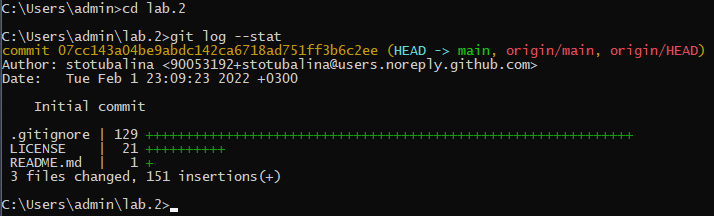 C:\Users\admin>cd lab.2
C:\Users\admin\lab.2>git log --stat
commit 07cc143a04be9abdc142ca6718ad751ff3b6c2ee (HEAD -> main, origin/main, origin/HEAD)
Author: stotubalina <90053192+stotubalina@users.noreply.github.com>
Date:   Tue Feb 1 23:09:23 2022 +0300
    Initial commit
 .gitignore | 129 +++++++++++++++++++++++++++++++++++++++++++++++++++++++++++++
 LICENSE    |  21 ++++++++++
 README.md  |   1 +
 3 files changed, 151 insertions(+)
C:\Users\admin\lab.2>